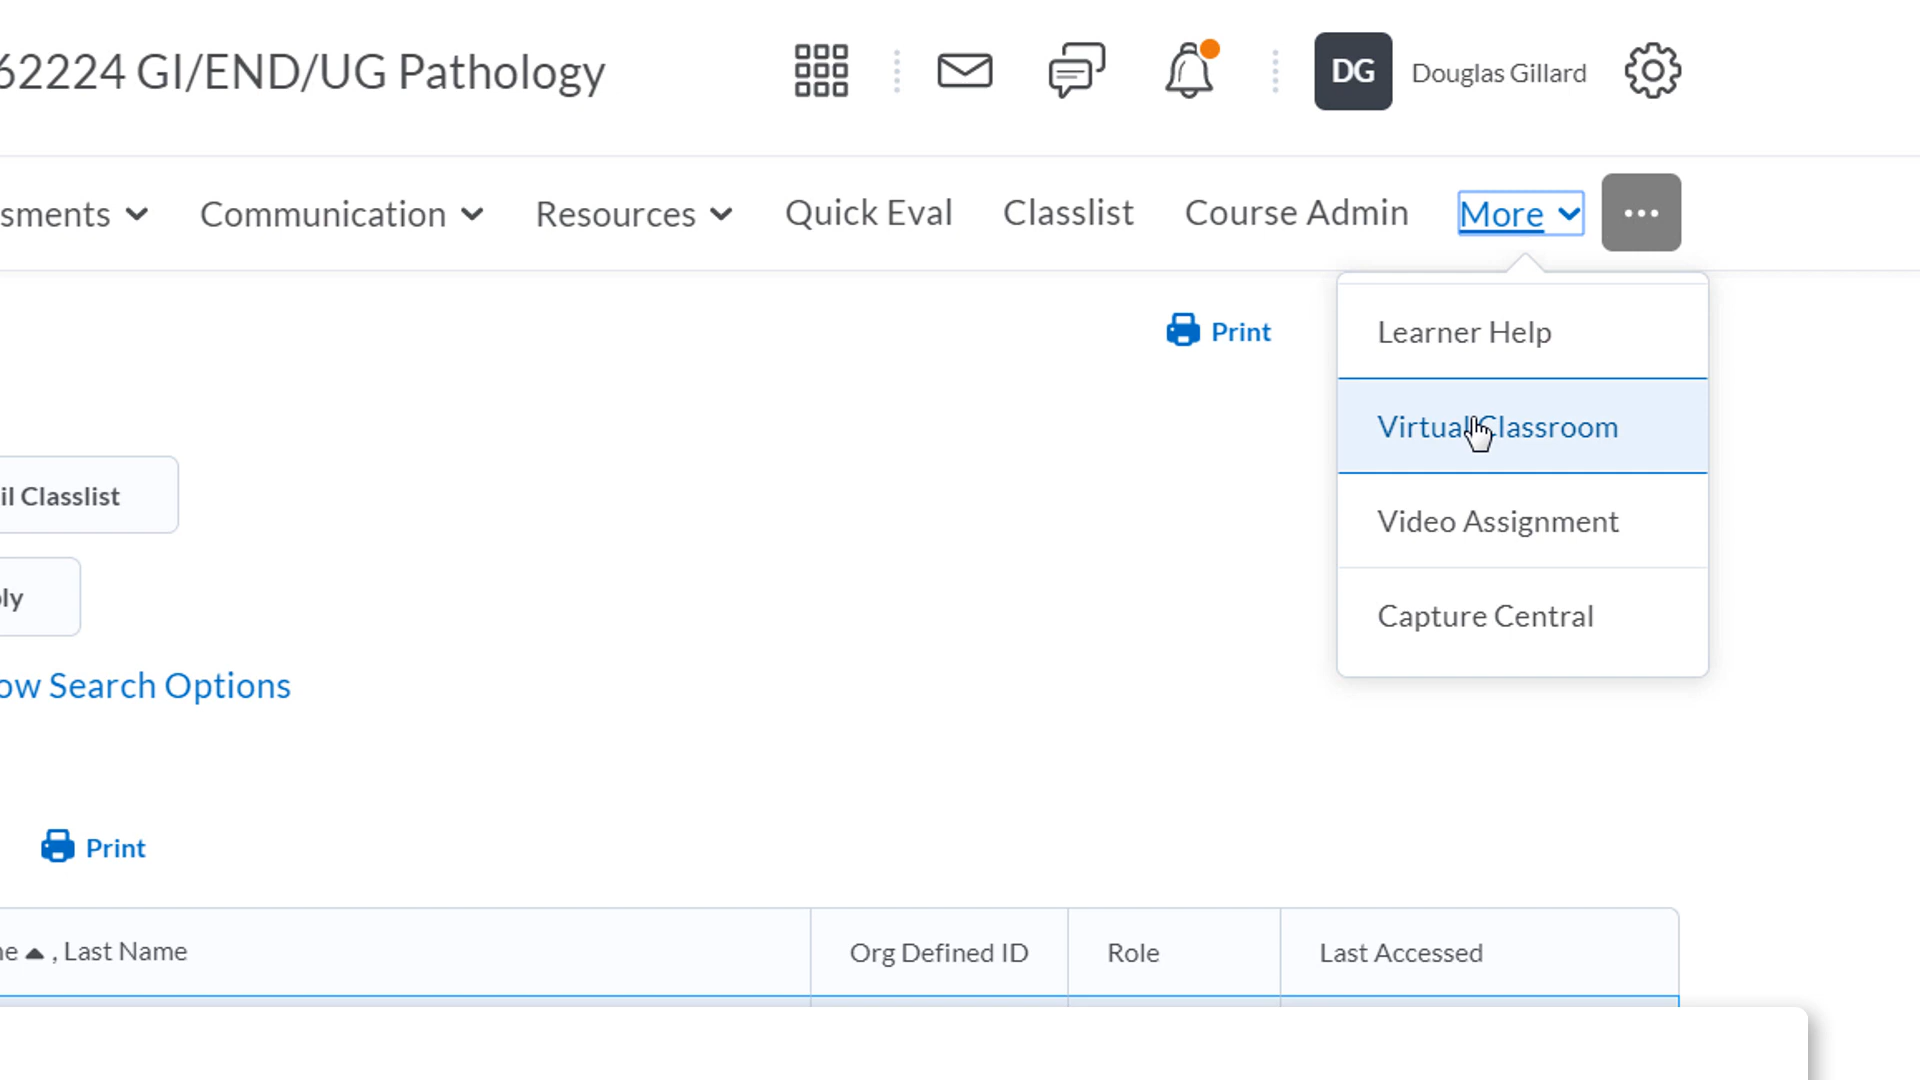 62224 GI/END/UG Pathology
DG Douglas Gillard
sments Communication Resources Quick Eval Classlist Course Admin More
Print
Learner Help
Virtual Classroom
Video Assignment
Capture Central
il Classlist
ly
ow Search Options
Print
ne , Last Name Org Defined ID Role Last Accessed